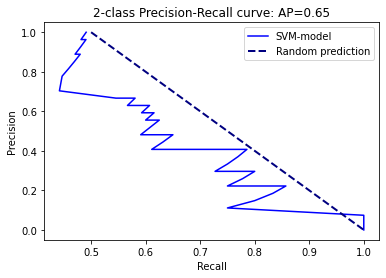 2-class Precision-Recall curve: AP=0.65
SVM-model
Random prediction
Precision
1.0
0.8
0.6
0.4
0.2
0.0
0.5 0.6 0.7 0.8 0.9 1.0
Recall